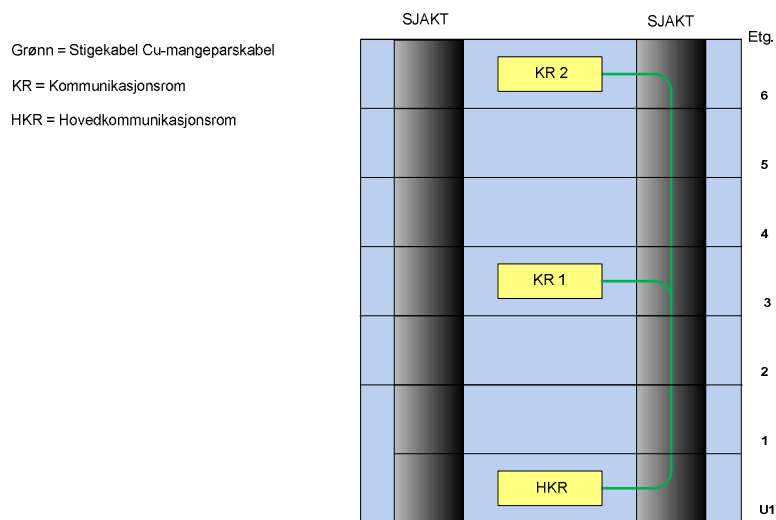 SJAKT
SJAKT
Etg.
Grønn = Stigekabel Cu-mangeparskabel
KR = Kommunikasjonsrom
HKR = Hovedkommunikasjonsrom
KR 2
6
5
4
KR 1
3
2
1
HKR
U1